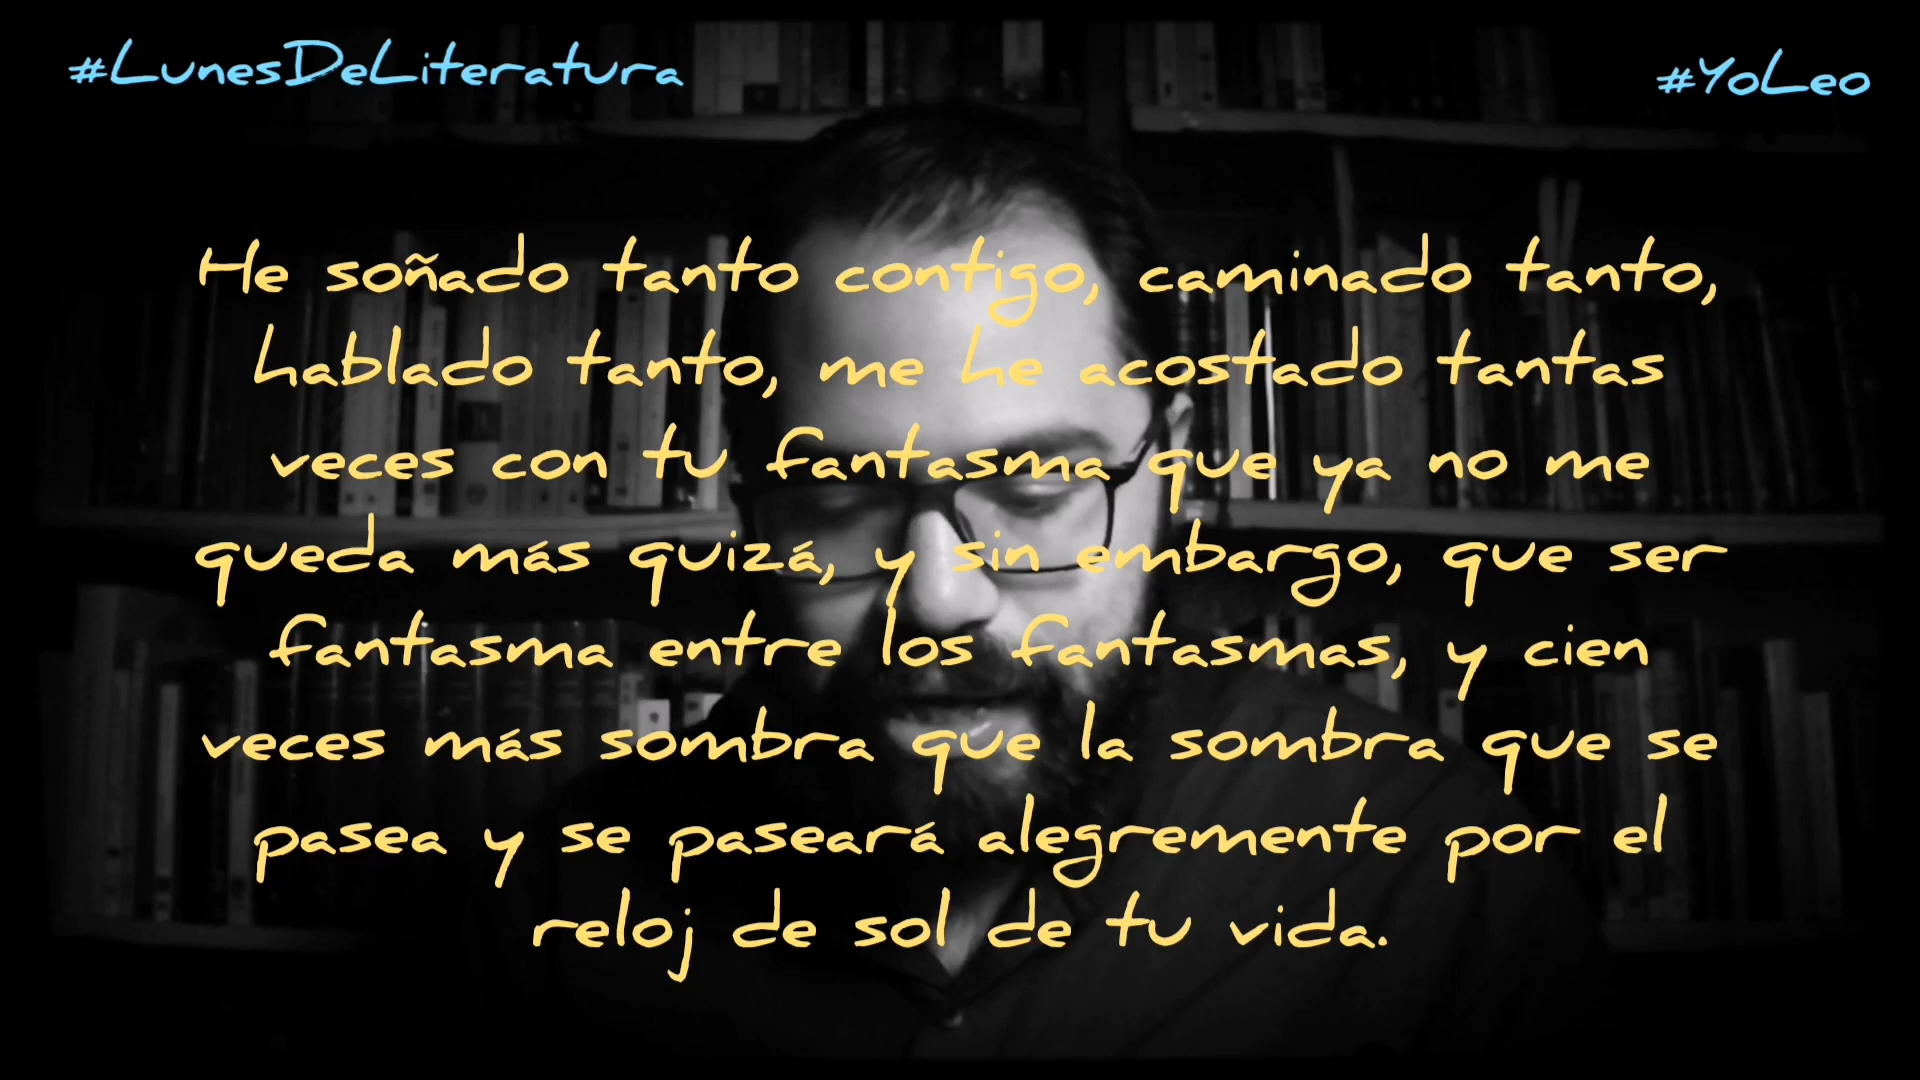 #LunesDeLiteratura
#YoLeo
He soñado tanto contigo, caminado tanto,
hablado tanto, me he acostado tantas
veces con tu fantasma que ya no me
queda más quizá, y sin embargo, que ser
fantasma entre los fantasmas, y cien
veces más sombra que la sombra que se
pasea y se paseará alegremente por el
reloj de sol de tu vida.